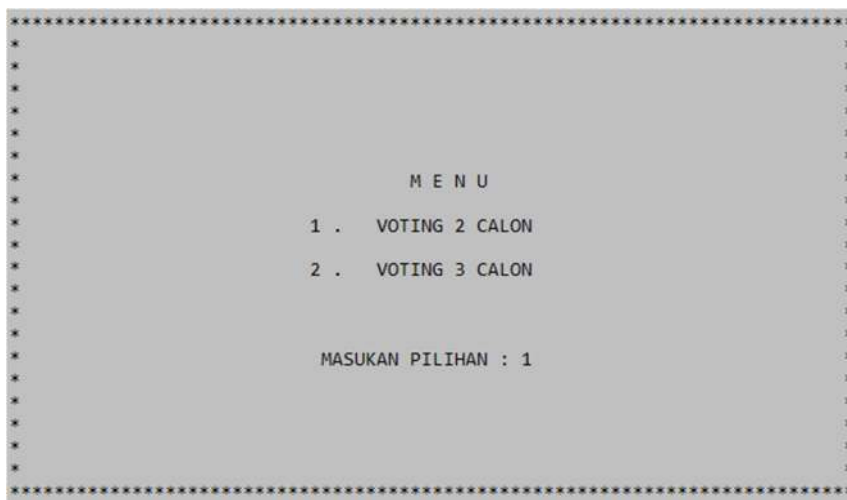 M E N U
1 . VOTING 2 CALON
2 . VOTING 3 CALON
MASUKAN PILIHAN : 1